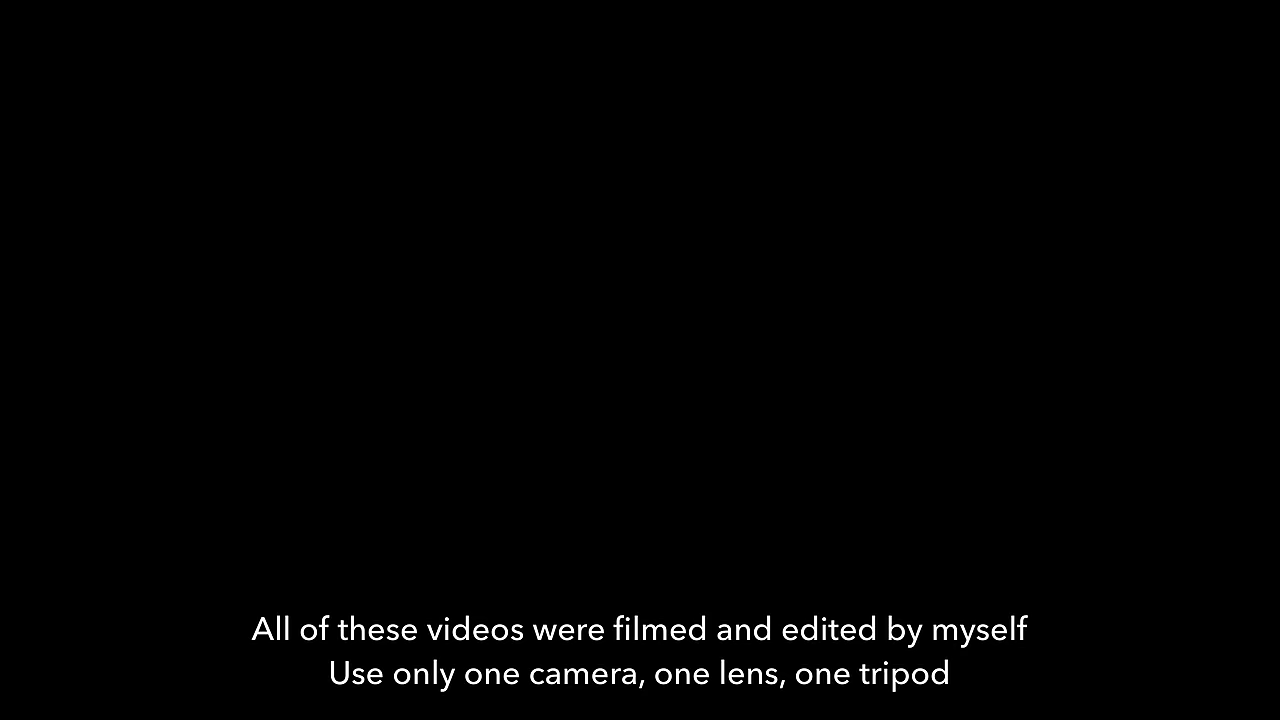 All of these videos were filmed and edited by myself
Use only one camera, one lens, one tripod